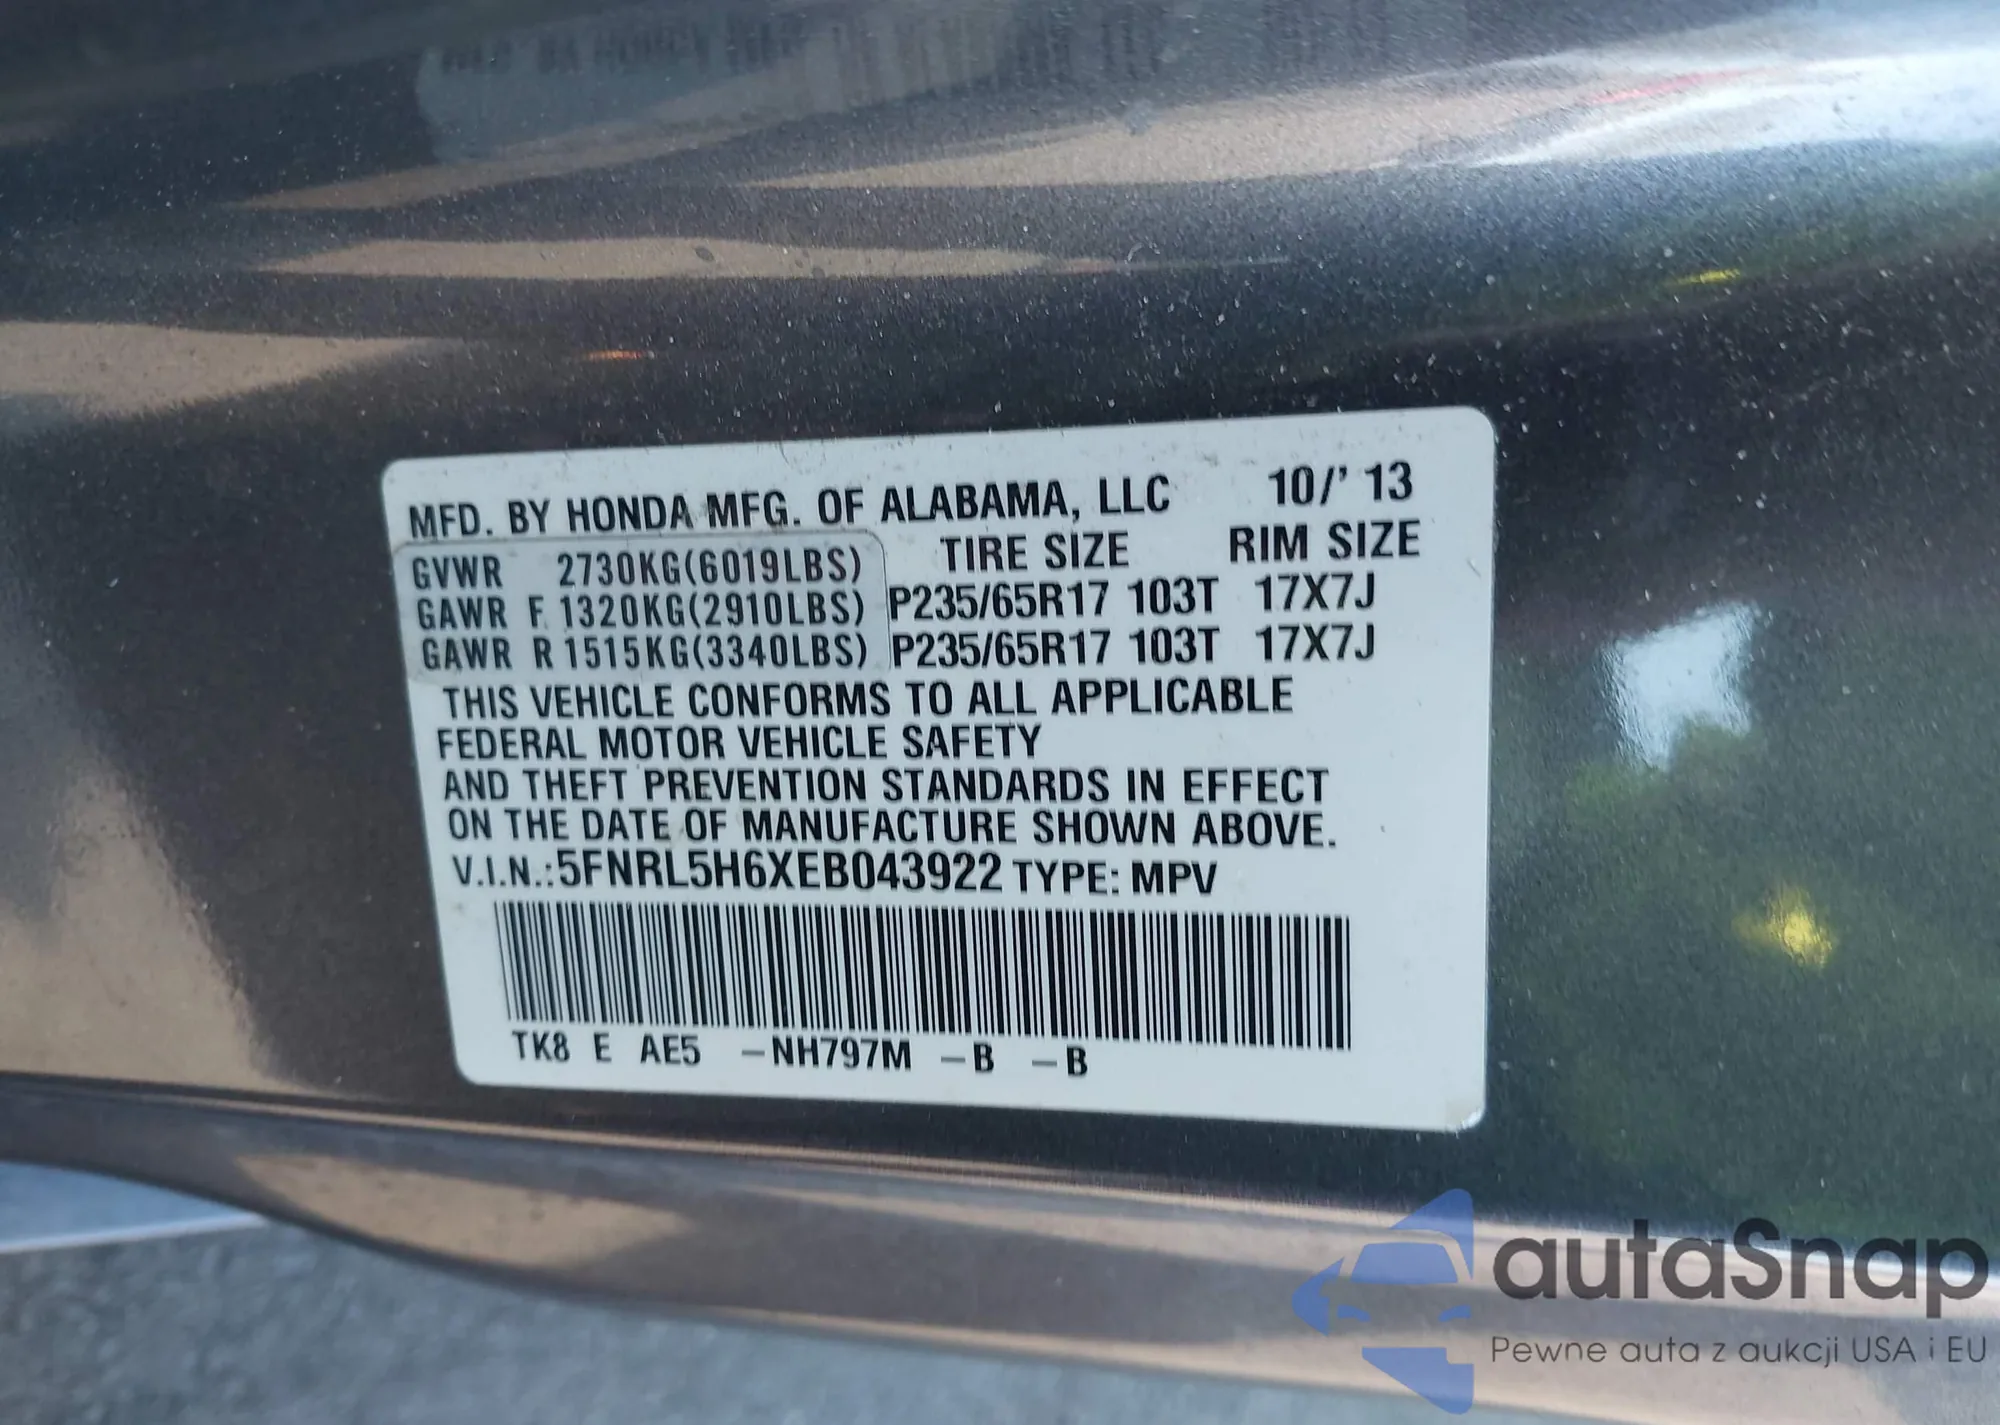 MFD. BY HONDA MFG. OF ALABAMA, LLC 10/' 13
GVWR 2730KG(6019LBS) TIRE SIZE RIM SIZE
GAWR F. 1320KG(2910LBS) P235/65R17 103T 17X7J
GAWR R 1515KG(3340LBS) P235/65R17 103T 17X7J
THIS VEHICLE CONFORMS TO ALL APPLICABLE
FEDERAL MOTOR VEHICLE SAFETY
AND THEFT PREVENTION STANDARDS IN EFFECT
ON THE DATE OF MANUFACTURE SHOWN ABOVE.
V.I.N.:5FNRL5H6XEB043922 TYPE: MPV
TK8 E AE5 –NH797M –B –B
autoSnap
Pewne auta z aukcji USA i EU